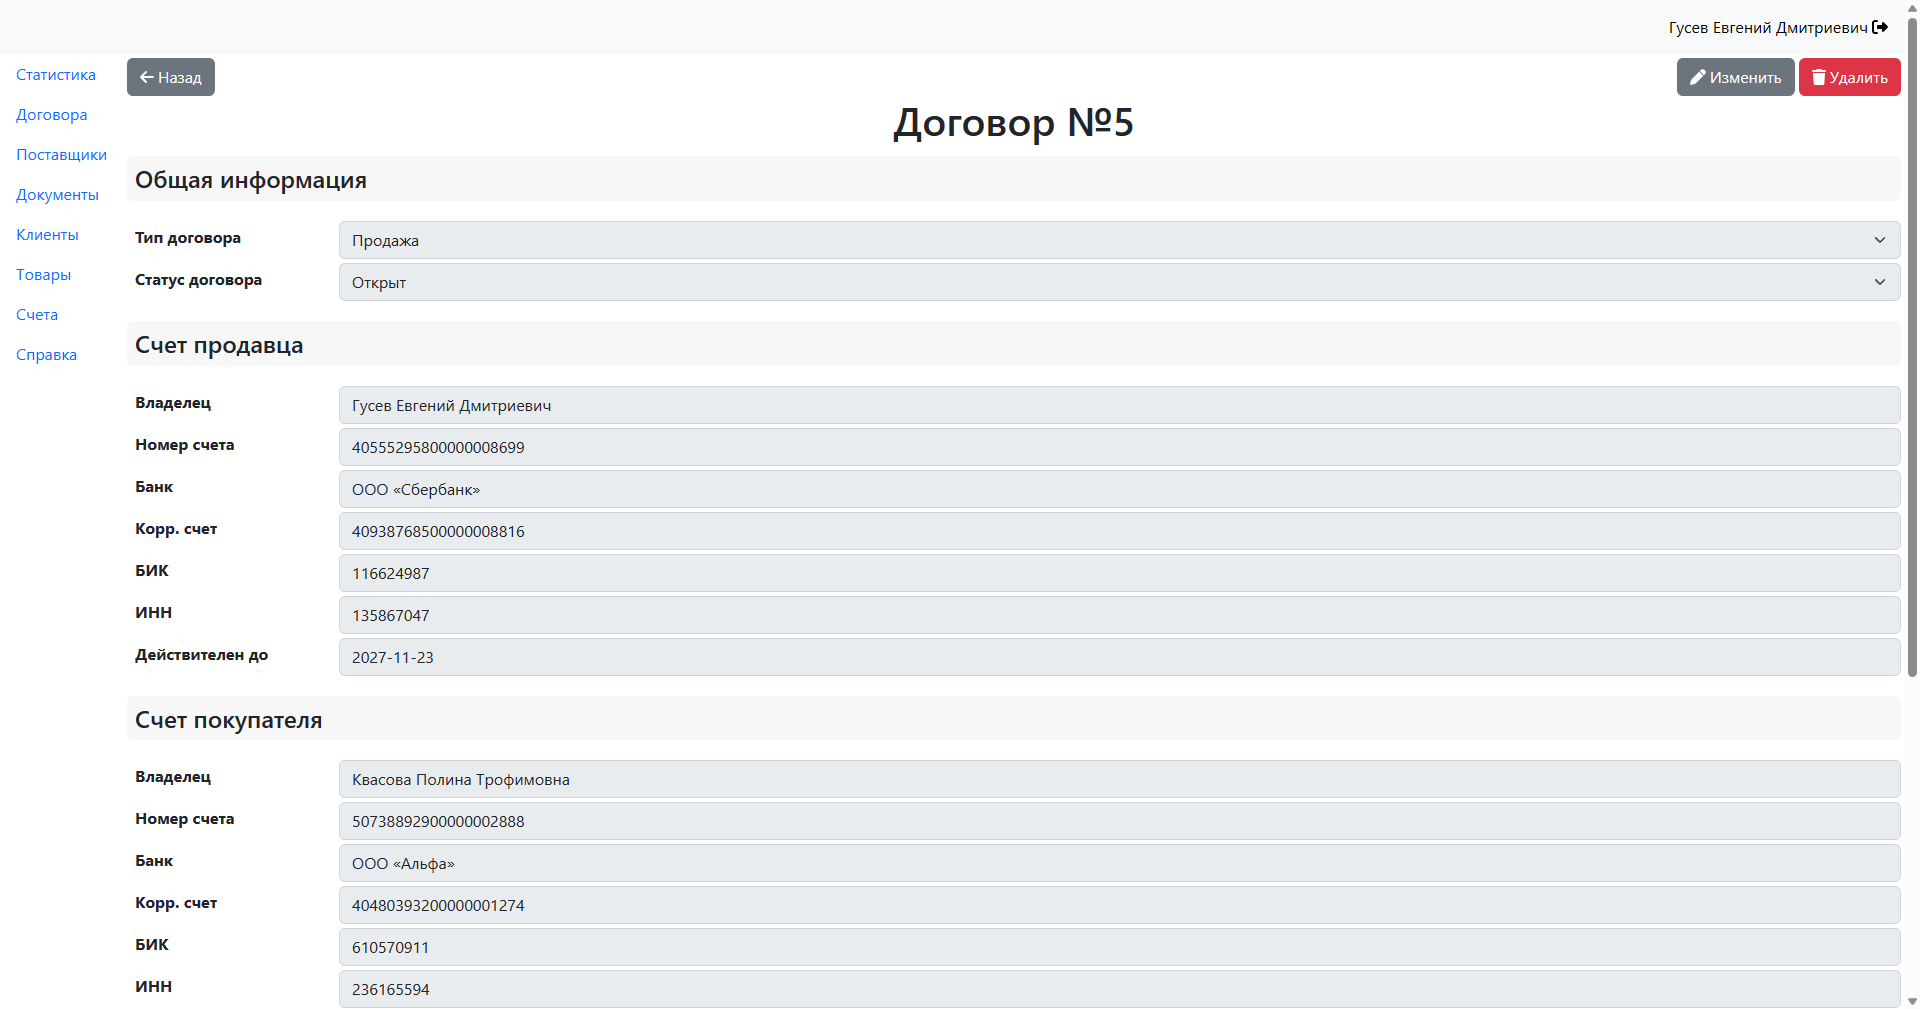 Гусев Евгений Дмитриевич
Статистика
Договора
Поставщики
Документы
Клиенты
Товары
Счета
Справка
Назад
Изменить
Удалить
Договор №5
Общая информация
Тип договора
Продажа
Статус договора
Открыт
Счет продавца
Владелец
Гусев Евгений Дмитриевич
Номер счета
40555295800000008699
Банк
ООО «Сбербанк»
Корр. счет
40938768500000008816
БИК
116624987
ИНН
135867047
Действителен до
2027-11-23
Счет покупателя
Владелец
Квасова Полина Трофимовна
Номер счета
50738892900000002888
Банк
ООО «Альфа»
Корр. счет
40480393200000001274
БИК
610570911
ИНН
236165594